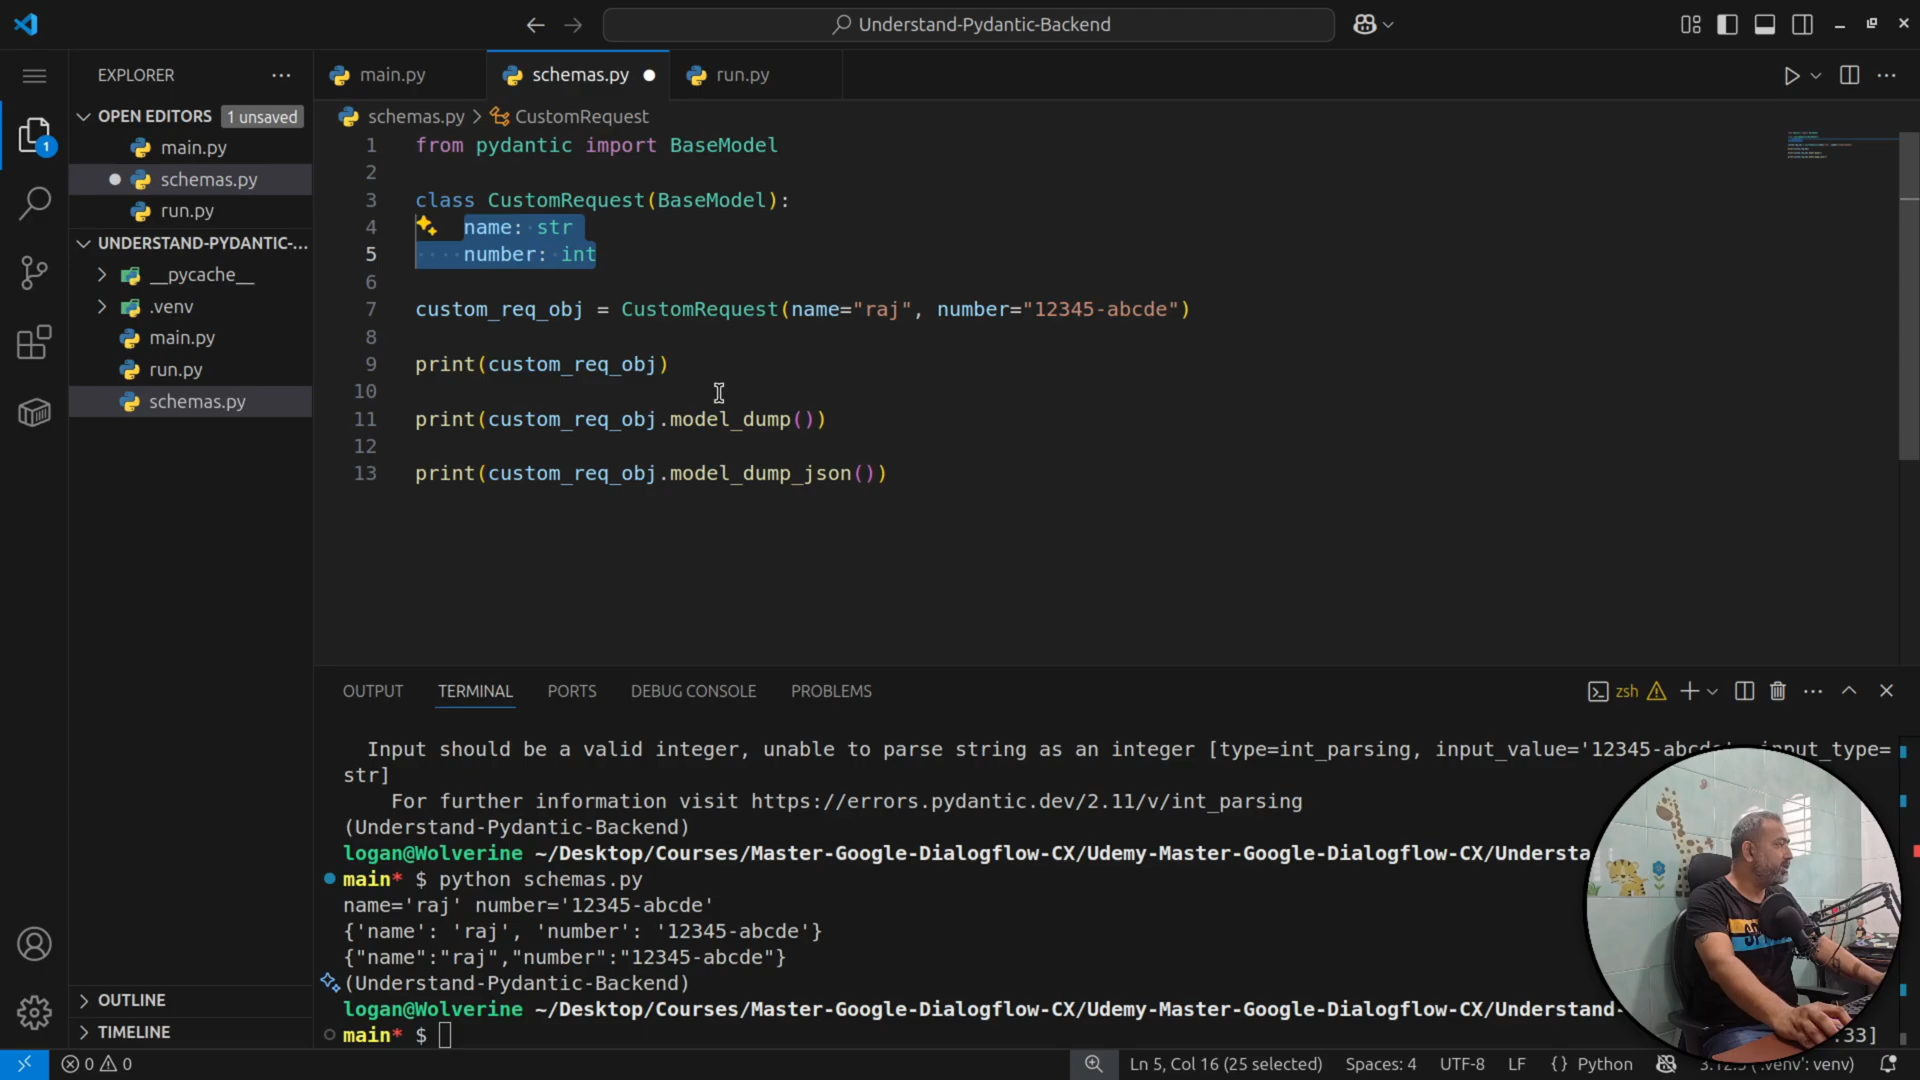 Understand-Pydantic-Backend
EXPLORER
main.py
schemas.py
run.py
OPEN EDITORS
1 unsaved
main.py
schemas.py
run.py
UNDERSTAND-PYDANTIC-...
__pycache__
.venv
main.py
run.py
schemas.py
OUTLINE
TIMELINE
1
schemas.py > CustomRequest
1 from pydantic import BaseModel
2
3 class CustomRequest(BaseModel):
4 name: str
5 number: int
6
7 custom_req_obj = CustomRequest(name="raj", number="12345-abcde")
8
9 print(custom_req_obj)
10
11 print(custom_req_obj.model_dump())
12
13 print(custom_req_obj.model_dump_json())
OUTPUT TERMINAL PORTS DEBUG CONSOLE PROBLEMS
zsh
Input should be a valid integer, unable to parse string as an integer [type=int_parsing, input_value='12345-abcde', input_type=
str]
For further information visit https://errors.pydantic.dev/2.11/v/int_parsing
(Understand-Pydantic-Backend)
logan@Wolverine ~/Desktop/Courses/Master-Google-Dialogflow-CX/Udemy-Master-Google-Dialogflow-CX/Understa
main* $ python schemas.py
name='raj' number='12345-abcde'
{'name': 'raj', 'number': '12345-abcde'}
{"name":"raj","number":"12345-abcde"}
(Understand-Pydantic-Backend)
logan@Wolverine ~/Desktop/Courses/Master-Google-Dialogflow-CX/Udemy-Master-Google-Dialogflow-CX/Understand-
main* $
:33]
0 0
Ln 5, Col 16 (25 selected) Spaces: 4 UTF-8 LF {} Python ('.venv': venv)